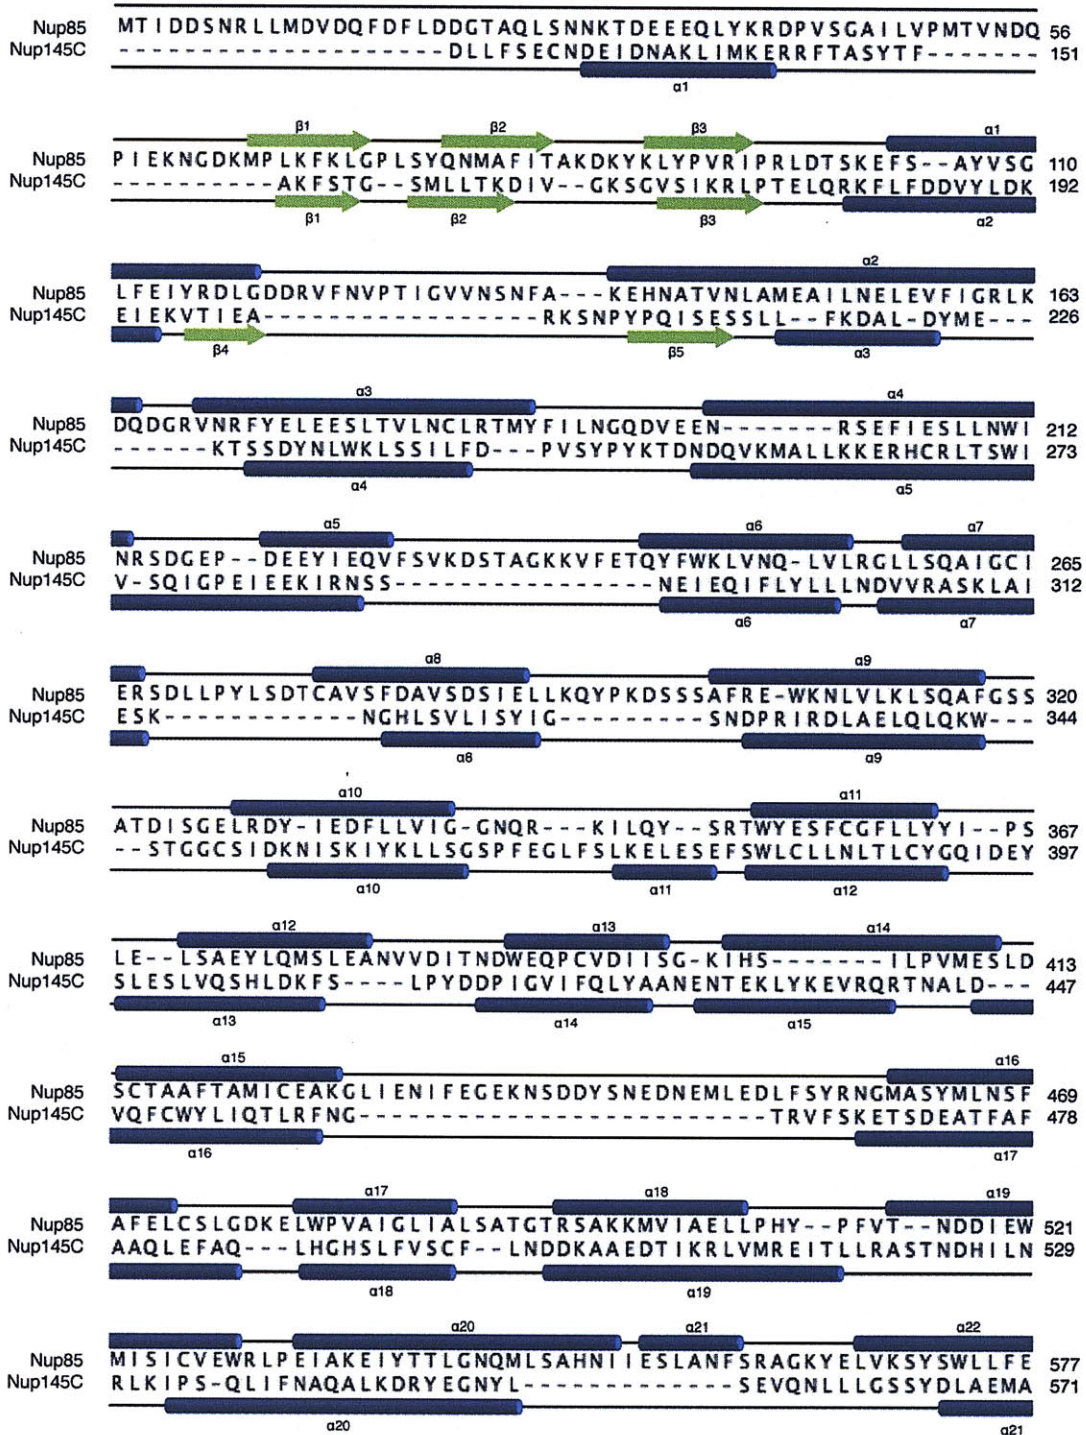 Nup85 MTIDDSNRLLMDVDQFDFLDDGTAQLSNNKTDEEEQLYKRDPVSGAILVPMTVNDQ 56
Nup145C --------------------DLLFSECNDEIDNAKLIMKERRFTASYTF------- 151
α1
β1 β2 β3 α1
Nup85 PIEKNGDKMPLKFKLGPLSYQNMAFITAKDKYKLYPVRIPRLDTSKEFS--AYVSG 110
Nup145C ----------AKFSTG--SMLLTKDIV--GKSGVSIKRLPTELQRKFLFDDVYLDK 192
β1 β2 β3 α2
α2
Nup85 LFEIYRDLGDDRVFNVPTIGVVNSNFA---KEHNATVNLAMEAILNELEVFIGRLK 163
Nup145C EIEKVTIEA-----------------RKSNPYPQISESSLL--FKDAL-DYME--- 226
β4 β5 α3
α3 α4
Nup85 DQDGRVNRFYELEESLTVLNCLRTMYFILNGQDVEEN-------RSEFIESLLNWI 212
Nup145C ------KTSSDYNLWKLSSILFD---PVSYPYKTDNDQVKMALLKKERHCRLTSWI 273
α4 α5
α5 α6 α7
Nup85 NRSDGEP--DEEYIEQVFSVKDSTAGKKVFETQYFWKLVNQ-LVLRGLLSQAIGCI 265
Nup145C V-SQIGPEIEEKIRNSS----------------NEIEQIFLYLLLNDVVRASKLAI 312
α6 α7
α8 α9
Nup85 ERSDLLPYLSDTCAVSFDAVSDSIELLKQYPKDSSSAFRE-WKNLVLKLSQAFGSS 320
Nup145C ESK------------NGHLSVLISYIG---------SNDPRIRDLAELQLQKW--- 344
α8 α9
α10 α11
Nup85 ATDISGELRDY-IEDFLLVIG-GNQR---KILQY--SRTWYESFCGFLLYYI--PS 367
Nup145C --STGGCSIDKNISKIYKLLSGSPFEGLFSLKELESEFSWLCLLNLTLCYGQIDEY 397
α10 α11 α12
α12 α13 α14
Nup85 LE--LSAEYLQMSLEANVVDITNDWEQPCVDIISG-KIHS-------ILPVMESLD 413
Nup145C SLESLVQSHLDKFS----LPYDDPIGVIFQLYAANENTEKLYKEVRQRTNALD--- 447
α13 α14 α15
α15 α16
Nup85 SCTAAFTAMICEAKGLIENIFEGEKNSDDYSNEDNEMLEDLFSYRNGMASYMLNSF 469
Nup145C VQFCWYLIQTLRFNG-------------------------TRVFSKETSDEATFAF 478
α16 α17
α17 α18 α19
Nup85 AFELCSLGDKELWPVAIGLIALSATGTRSAKKMVIAELLPHY--PFVT--NDDIEW 521
Nup145C AAQLEFAQ---LHGHSLFVSCF--LNDDKAAEDTIKRLVMREITLLRASTNDHILN 529
α18 α19
α20 α21 α22
Nup85 MISICVEWRLPEIAKEIYTTLGNQMLSAHNIIESLANFSRAGKYELVKSYSWLLFE 577
Nup145C RLKIPS-QLIFNAQALKDRYEGNYL-------------SEVQNLLLGSSYDLAEMA 571
α20 α21